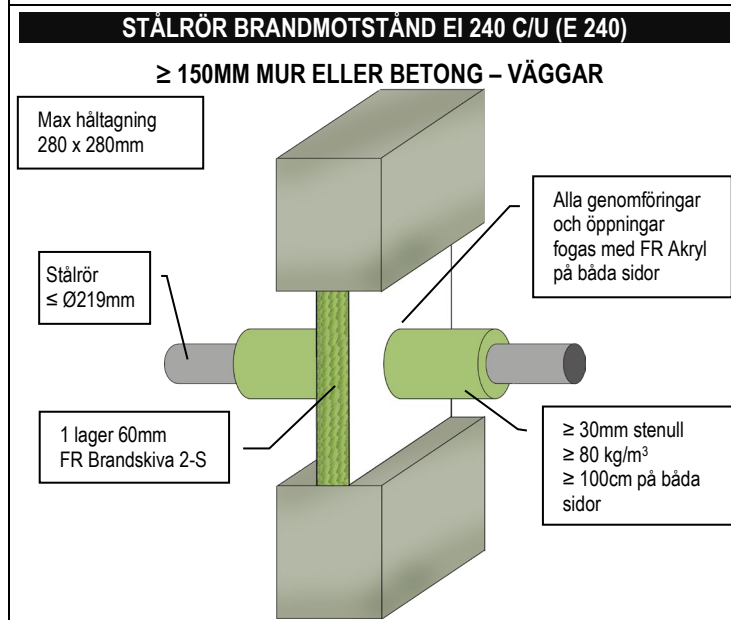 STÅLRÖR BRANDMOTSTÅND EI 240 C/U (E 240)
≥ 150MM MUR ELLER BETONG – VÄGGAR
Max håltagning
280 x 280mm
Alla genomföringar
och öppningar
fogas med FR Akryl
på båda sidor
Stålrör
≤ Ø219mm
1 lager 60mm
FR Brandskiva 2-S
≥ 30mm stenull
≥ 80 kg/m³
≥ 100cm på båda
sidor